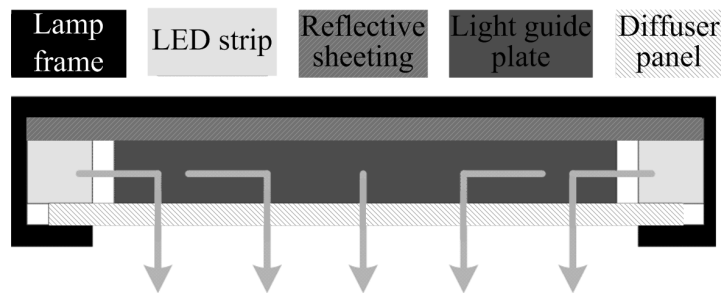 Lamp
frame
LED strip
Reflective
sheeting
Light guide
plate
Diffuser
panel